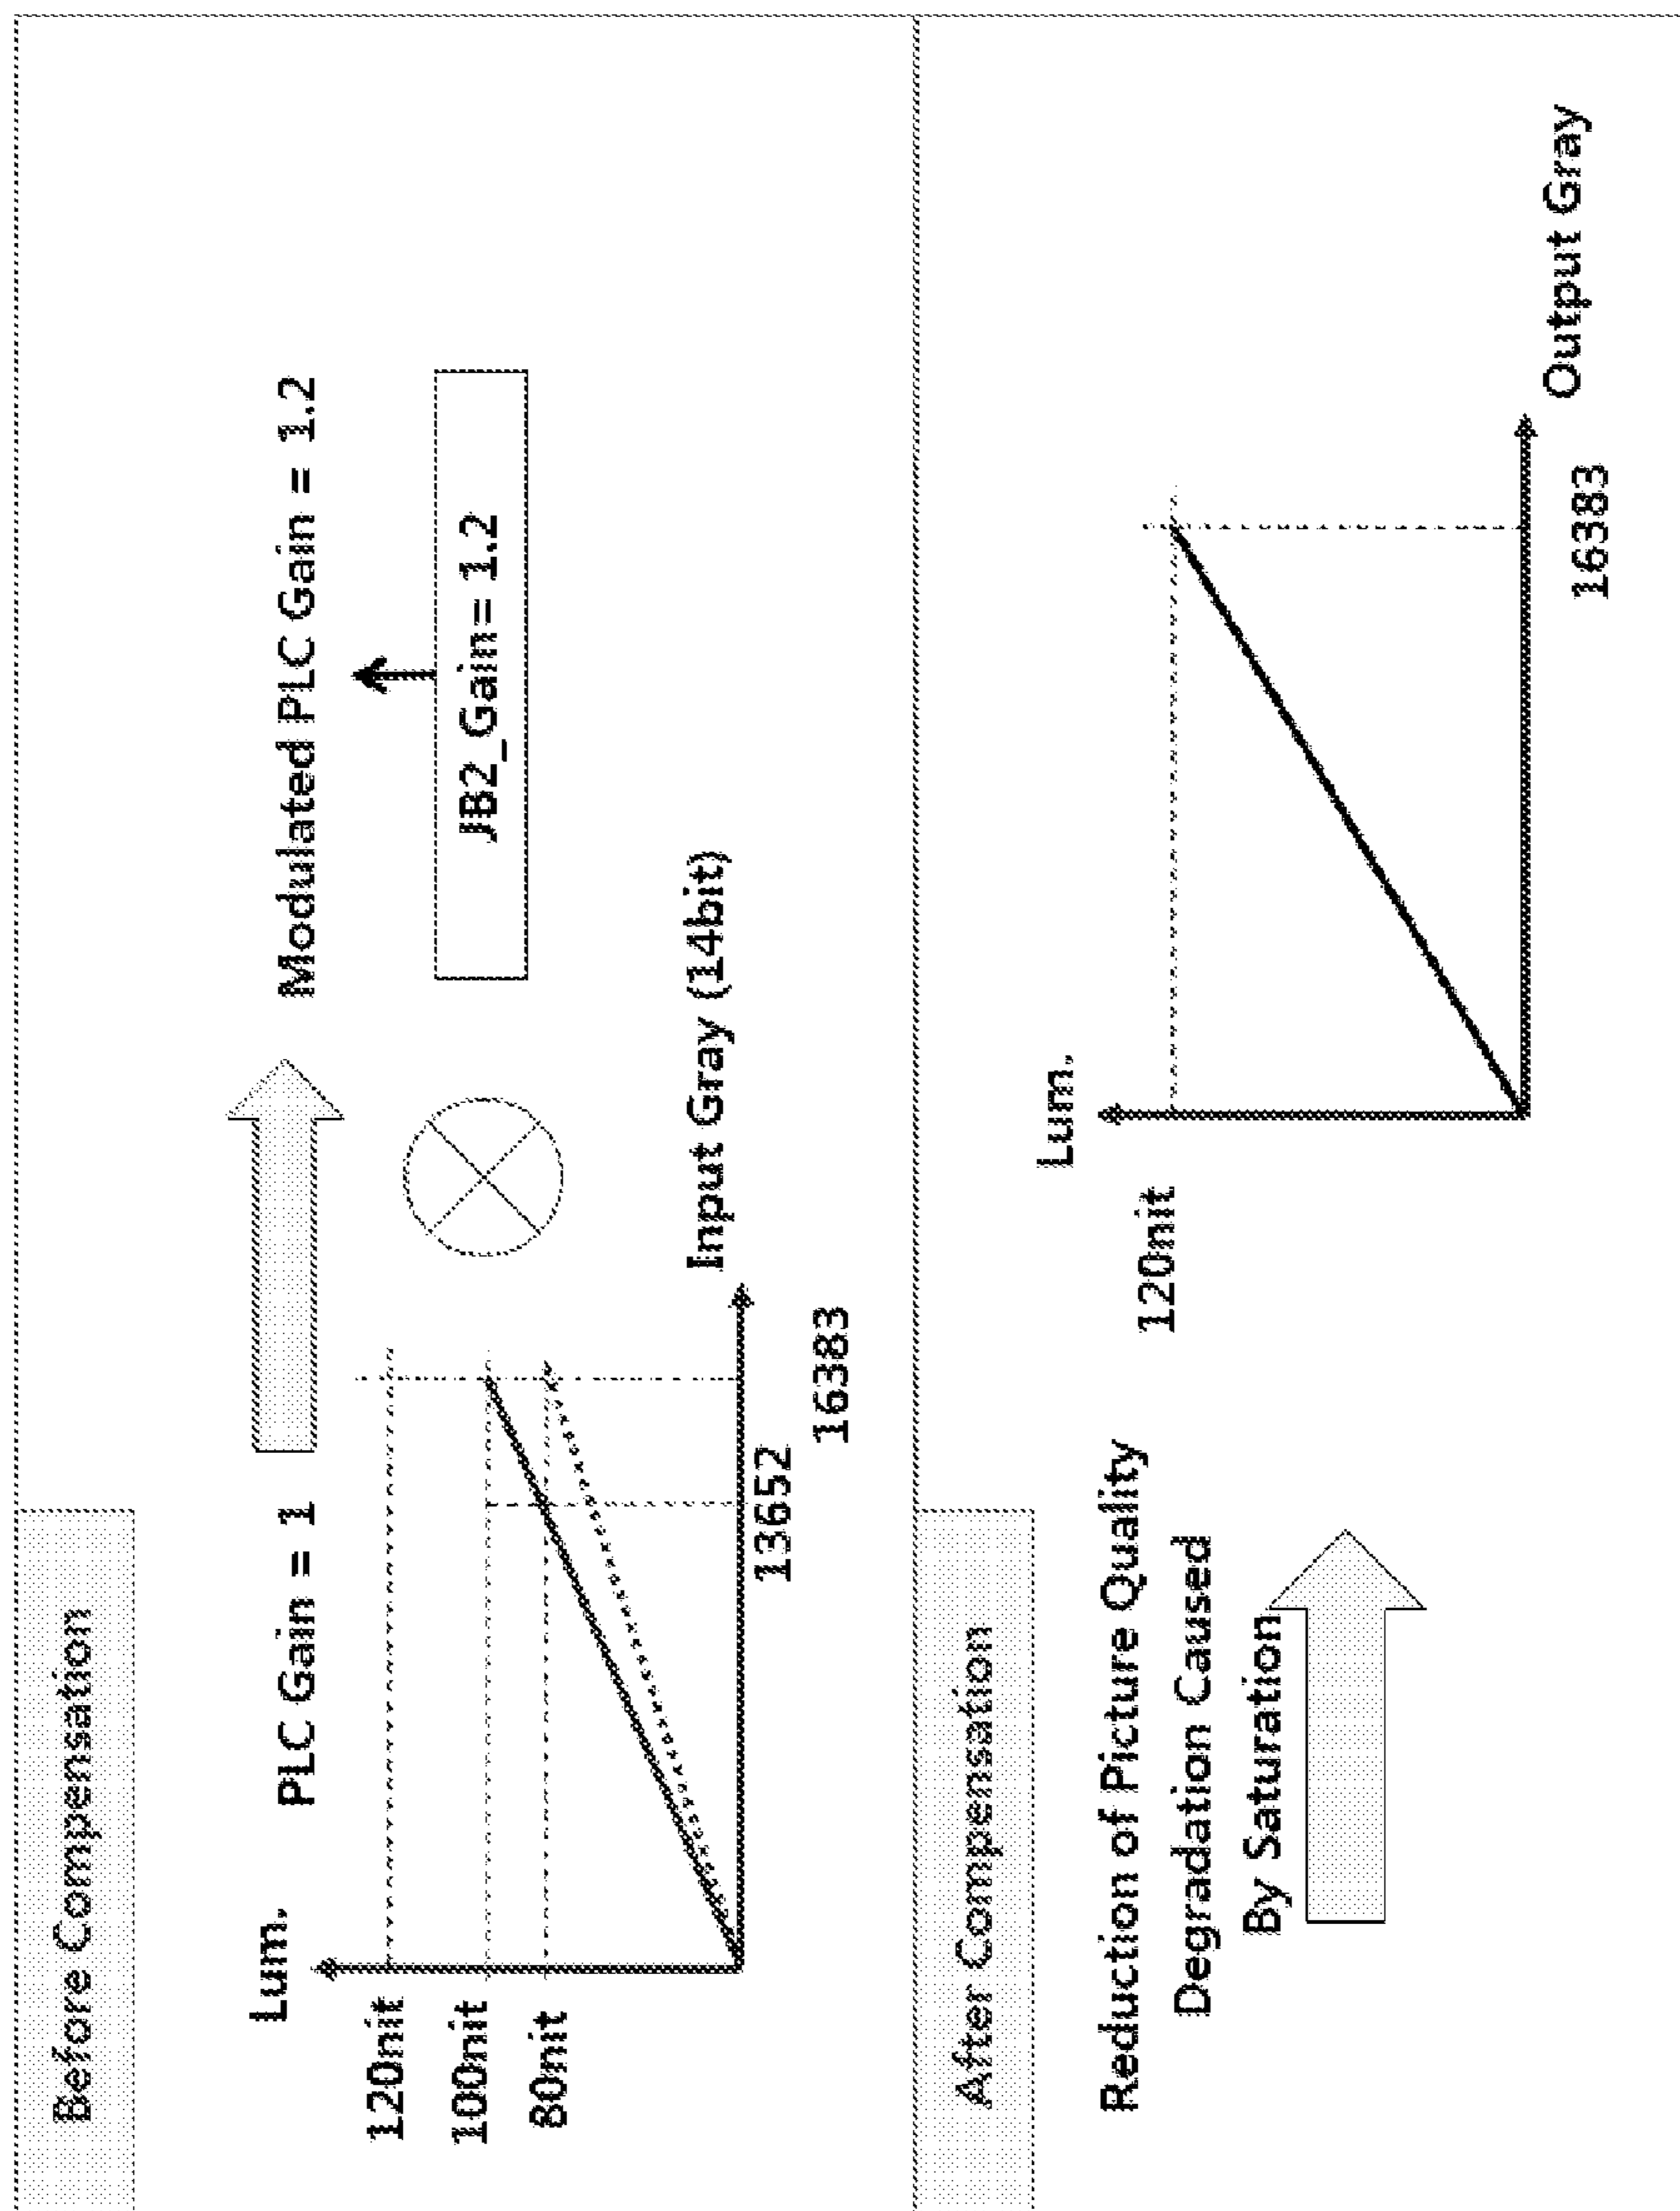 Before Compensation
Lum.
PLC Gain = 1
Modulated PLC Gain = 1.2
120nit
100nit
80nit
JB2_Gain= 1.2
Input Gray (14bit)
13652
16383
After Compensation
Reduction of Picture Quality
Degradation Caused
By Saturation
Lum.
120nit
Output Gray
16383